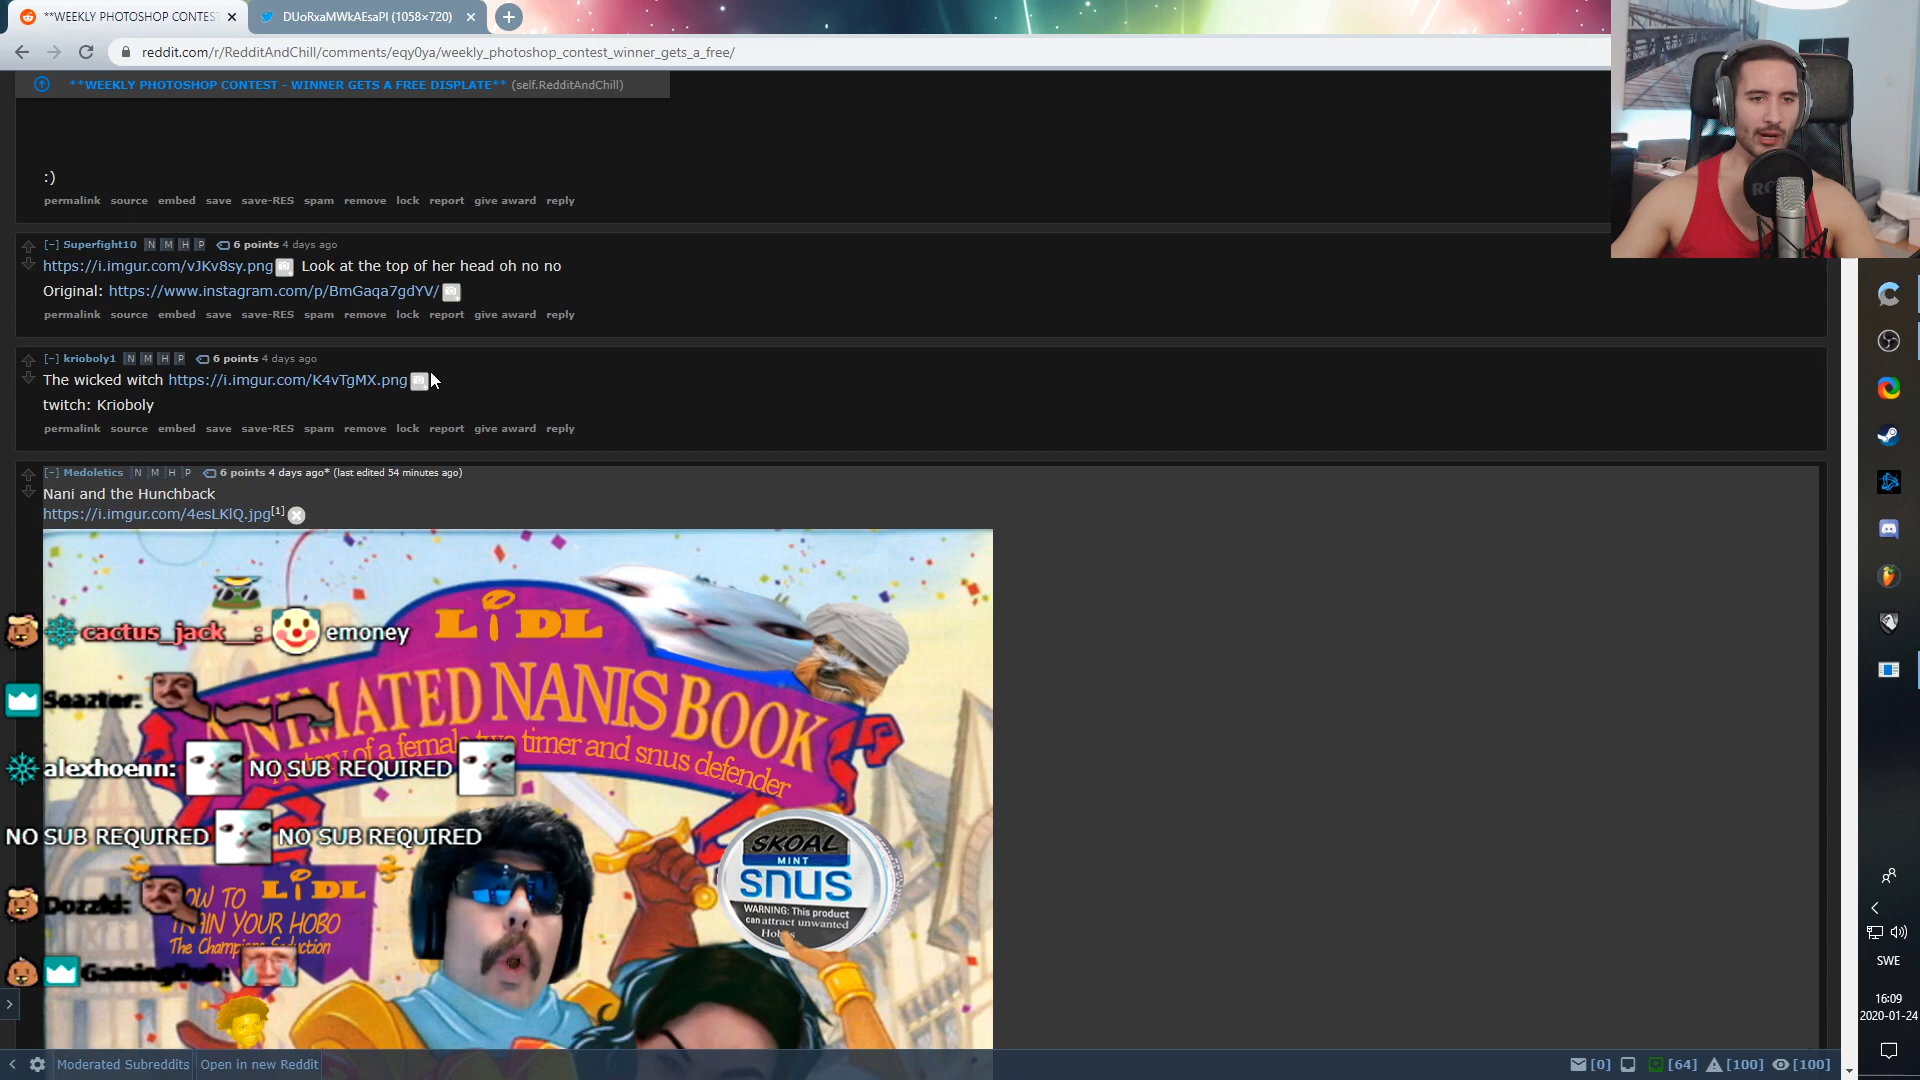 **WEEKLY PHOTOSHOP CONTEST
DUoRxaMWkAEsaPI (1058×720)
reddit.com/r/RedditAndChill/comments/eqy0ya/weekly_photoshop_contest_winner_gets_a_free/
**WEEKLY PHOTOSHOP CONTEST - WINNER GETS A FREE DISPLATE** (self.RedditAndChill)
:)
permalink source embed save save-RES spam remove lock report give award reply
[-] Superfight10 N M H P 6 points 4 days ago
https://i.imgur.com/vJKv8sy.png Look at the top of her head oh no no
Original: https://www.instagram.com/p/BmGaqa7gdYV/
permalink source embed save save-RES spam remove lock report give award reply
[-] krioboly1 N M H P 6 points 4 days ago
The wicked witch https://i.imgur.com/K4vTgMX.png
twitch: Krioboly
permalink source embed save save-RES spam remove lock report give award reply
[-] Medoletics N M H P 6 points 4 days ago* (last edited 54 minutes ago)
Nani and the Hunchback
https://i.imgur.com/4esLKlQ.jpg[1]
LiDL
ANIMATED NANIS BOOK
of a female two timer and snus defender
cactus_jack__: emoney
Seazter:
alexhoenn: NO SUB REQUIRED
NO SUB REQUIRED NO SUB REQUIRED
Dozzld:
SKOAL
MINT
snus
WARNING: This product
can attract unwanted
OW TO LiDL
YOUR HOBO
The
SWE
16:09
2020-01-24
Moderated Subreddits
Open in new Reddit
[0] [64] [100] [100]